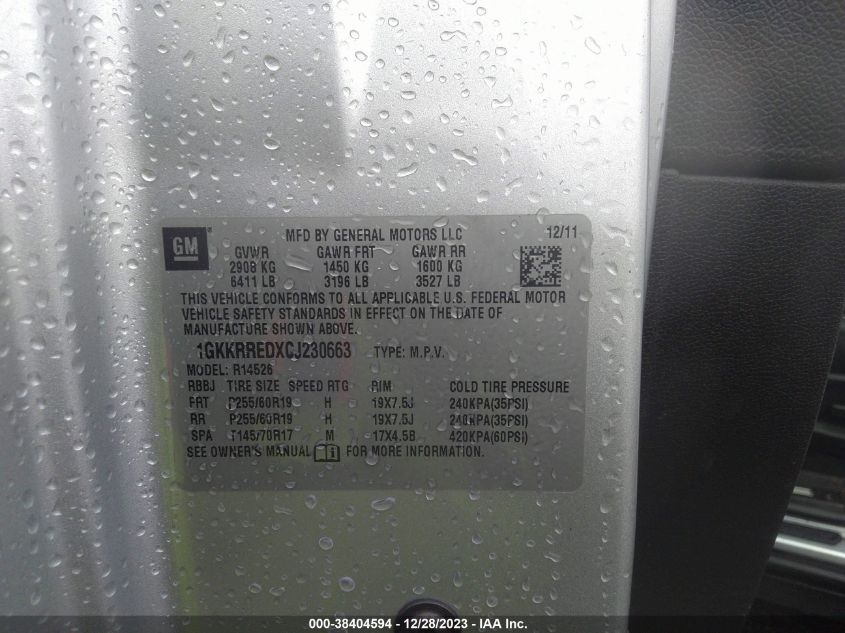 GM MFD BY GENERAL MOTORS LLC 12/11
GVWR GAWR FRT GAWR RR
2908 KG 1450 KG 1600 KG
6411 LB 3196 LB 3527 LB
THIS VEHICLE CONFORMS TO ALL APPLICABLE U.S. FEDERAL MOTOR
VEHICLE SAFETY STANDARDS IN EFFECT ON THE DATE OF
MANUFACTURE SHOWN ABOVE.
1GKKRREDXCJ230663 TYPE: M.P.V.
MODEL: R14526
RBBJ TIRE SIZE SPEED RTG RIM COLD TIRE PRESSURE
FRT P255/60R19 H 19X7.5J 240KPA(35PSI)
RR P255/60R19 H 19X7.5J 240KPA(35PSI)
SPA T145/70R17 M 17X4.5B 420KPA(60PSI)
SEE OWNER'S MANUAL FOR MORE INFORMATION.
000-38404594 - 12/28/2023 - IAA Inc.